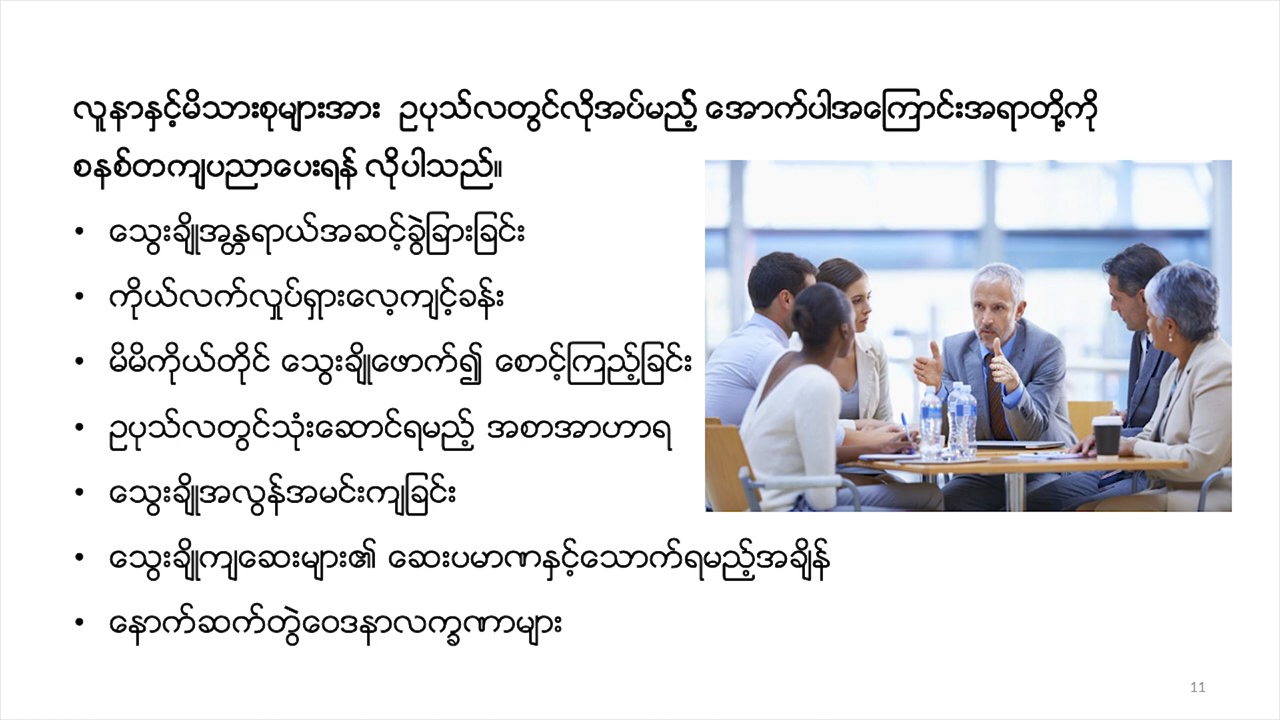 လူနာနှင့်မိသားစုများအား ဥပုသ်လတွင်လိုအပ်မည့် အောက်ပါအကြောင်းအရာတို့ကို
စနစ်တကျပညာပေးရန် လိုပါသည်။
• သွေးချိုအန္တရာယ်အဆင့်ခွဲခြားခြင်း
• ကိုယ်လက်လှုပ်ရှားလေ့ကျင့်ခန်း
• မိမိကိုယ်တိုင် သွေးချိုဖောက်၍ စောင့်ကြည့်ခြင်း
• ဥပုသ်လတွင်သုံးဆောင်ရမည့် အစာအာဟာရ
• သွေးချိုအလွန်အမင်းကျခြင်း
• သွေးချိုကျဆေးများ၏ ဆေးပမာဏနှင့်သောက်ရမည့်အချိန်
• နောက်ဆက်တွဲဝေဒနာလက္ခဏာများ
11